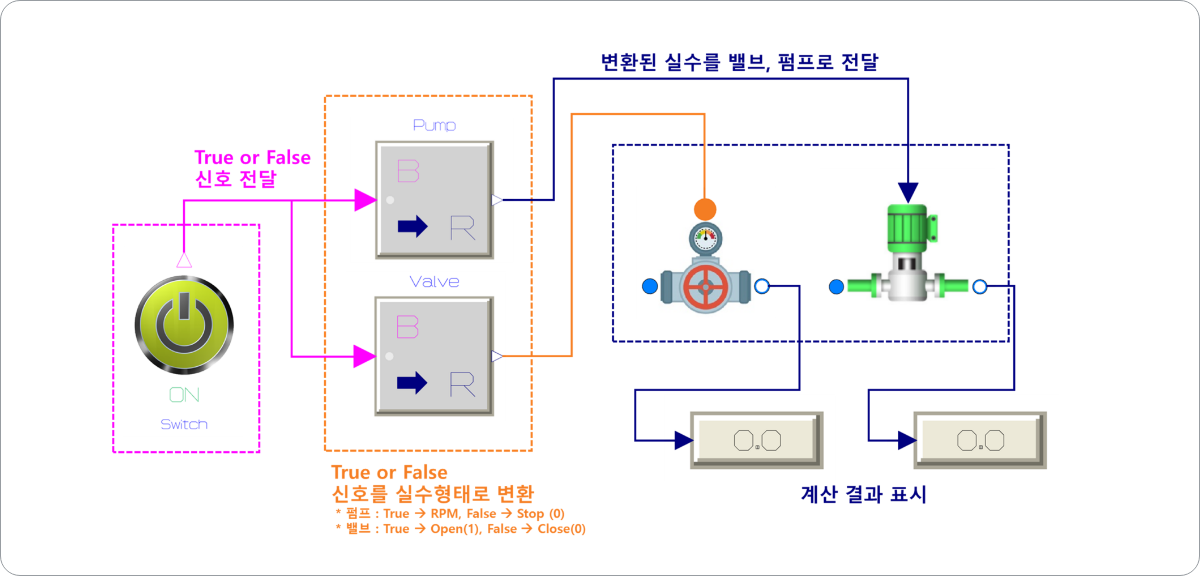 변환된 실수를 밸브, 펌프로 전달
Pump
True or False
신호 전달
B
R
Valve
B
R
ON
Switch
0.0
0.0
계산 결과 표시
True or False
신호를 실수형태로 변환
* 펌프 : True → RPM, False → Stop (0)
* 밸브 : True → Open(1), False → Close(0)